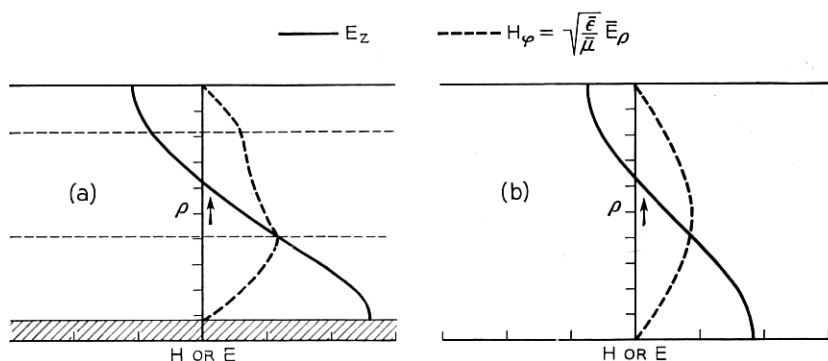 E_z
H_φ = √(ε̄/μ̄) Ē_ρ
(a)
ρ
H OR E
(b)
ρ
H OR E